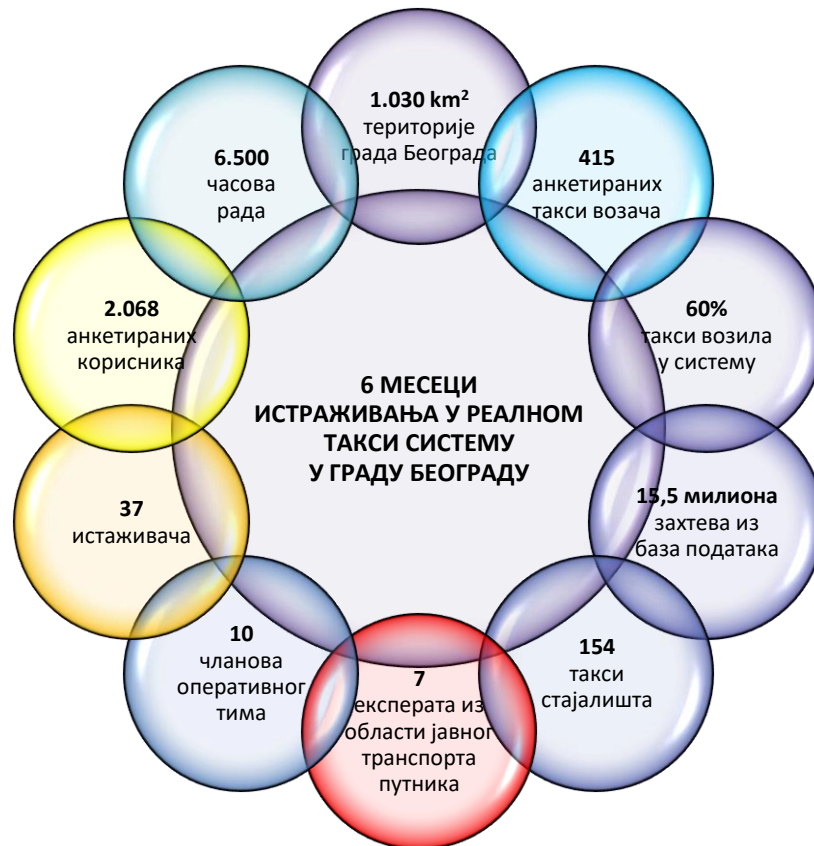 1.030 km²
територије
града Београда
415
анкетираних
такси возача
60%
такси возила
у систему
15,5 милиона
захтева из
база података
154
такси
стајалишта
7
експерата из
области јавног
транспорта
путника
10
чланова
оперативног
тима
37
истаживача
2.068
анкетираних
корисника
6.500
часова
рада
6 МЕСЕЦИ
ИСТРАЖИВАЊА У РЕАЛНОМ
ТАКСИ СИСТЕМУ
У ГРАДУ БЕОГРАДУ